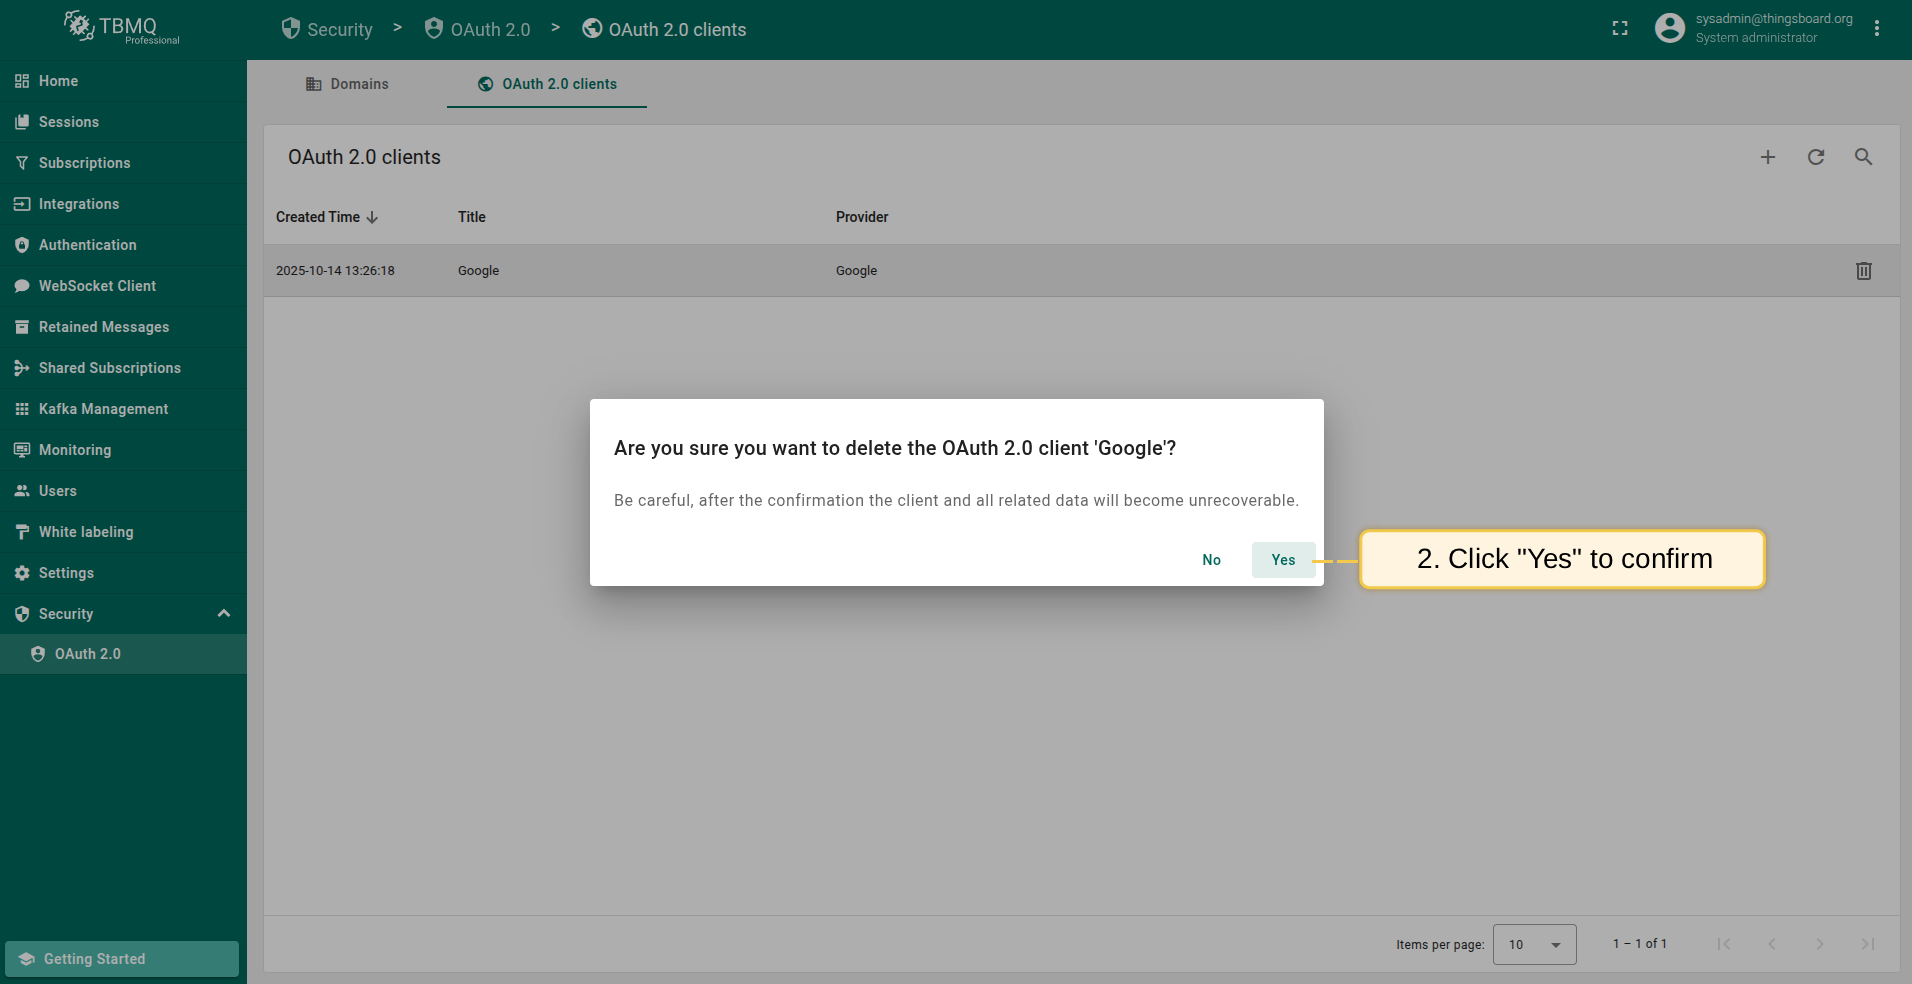 TBMQ
Professional
Security > OAuth 2.0 > OAuth 2.0 clients
sysadmin@thingsboard.org
System administrator
Home
Sessions
Subscriptions
Integrations
Authentication
WebSocket Client
Retained Messages
Shared Subscriptions
Kafka Management
Monitoring
Users
White labeling
Settings
Security
OAuth 2.0
Getting Started
Domains
OAuth 2.0 clients
OAuth 2.0 clients
Created Time Title Provider
2025-10-14 13:26:18 Google Google
Are you sure you want to delete the OAuth 2.0 client 'Google'?
Be careful, after the confirmation the client and all related data will become unrecoverable.
No Yes
2. Click "Yes" to confirm
Items per page: 10 1 – 1 of 1